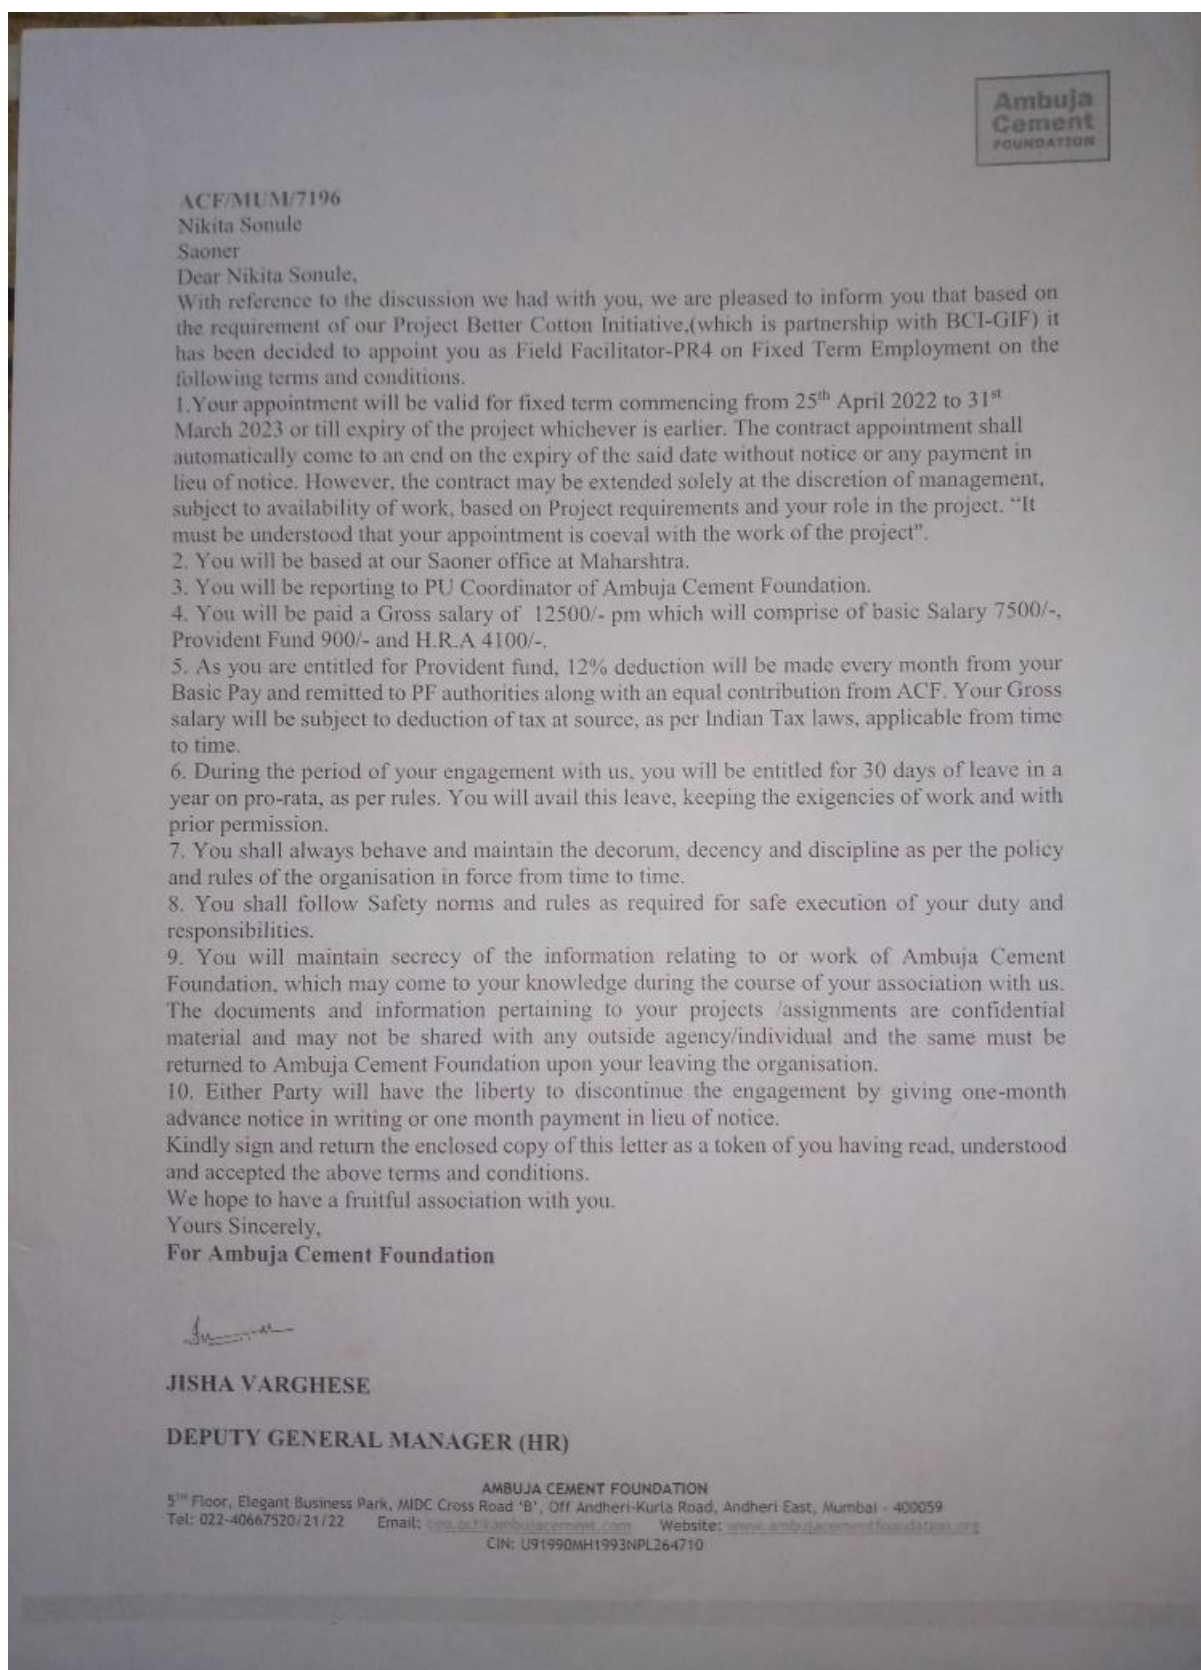 Ambuja
Cement
FOUNDATION
ACF/MUM/7196
Nikita Sonule
Saoner
Dear Nikita Sonule,
With reference to the discussion we had with you, we are pleased to inform you that based on
the requirement of our Project Better Cotton Initiative,(which is partnership with BCI-GIF) it
has been decided to appoint you as Field Facilitator-PR4 on Fixed Term Employment on the
following terms and conditions.
1.Your appointment will be valid for fixed term commencing from 25th April 2022 to 31st
March 2023 or till expiry of the project whichever is earlier. The contract appointment shall
automatically come to an end on the expiry of the said date without notice or any payment in
lieu of notice. However, the contract may be extended solely at the discretion of management,
subject to availability of work, based on Project requirements and your role in the project. “It
must be understood that your appointment is coeval with the work of the project".
2. You will be based at our Saoner office at Maharshtra.
3. You will be reporting to PU Coordinator of Ambuja Cement Foundation.
4. You will be paid a Gross salary of 12500/- pm which will comprise of basic Salary 7500/-,
Provident Fund 900/- and H.R.A 4100/-.
5. As you are entitled for Provident fund, 12% deduction will be made every month from your
Basic Pay and remitted to PF authorities along with an equal contribution from ACF. Your Gross
salary will be subject to deduction of tax at source, as per Indian Tax laws, applicable from time
to time.
6. During the period of your engagement with us, you will be entitled for 30 days of leave in a
year on pro-rata, as per rules. You will avail this leave, keeping the exigencies of work and with
prior permission.
7. You shall always behave and maintain the decorum, decency and discipline as per the policy
and rules of the organisation in force from time to time.
8. You shall follow Safety norms and rules as required for safe execution of your duty and
responsibilities.
9. You will maintain secrecy of the information relating to or work of Ambuja Cement
Foundation, which may come to your knowledge during the course of your association with us.
The documents and information pertaining to your projects /assignments are confidential
material and may not be shared with any outside agency/individual and the same must be
returned to Ambuja Cement Foundation upon your leaving the organisation.
10. Either Party will have the liberty to discontinue the engagement by giving one-month
advance notice in writing or one month payment in lieu of notice.
Kindly sign and return the enclosed copy of this letter as a token of you having read, understood
and accepted the above terms and conditions.
We hope to have a fruitful association with you.
Yours Sincerely,
For Ambuja Cement Foundation
JISHA VARGHESE
DEPUTY GENERAL MANAGER (HR)
AMBUJA CEMENT FOUNDATION
5TH Floor, Elegant Business Park, MIDC Cross Road 'B', Off Andheri-Kurla Road, Andheri East, Mumbai - 400059
Tel: 022-40667520/21/22 Email: Website: www.ambujacementfoundation.org
CIN: U91990MH1993NPL264710